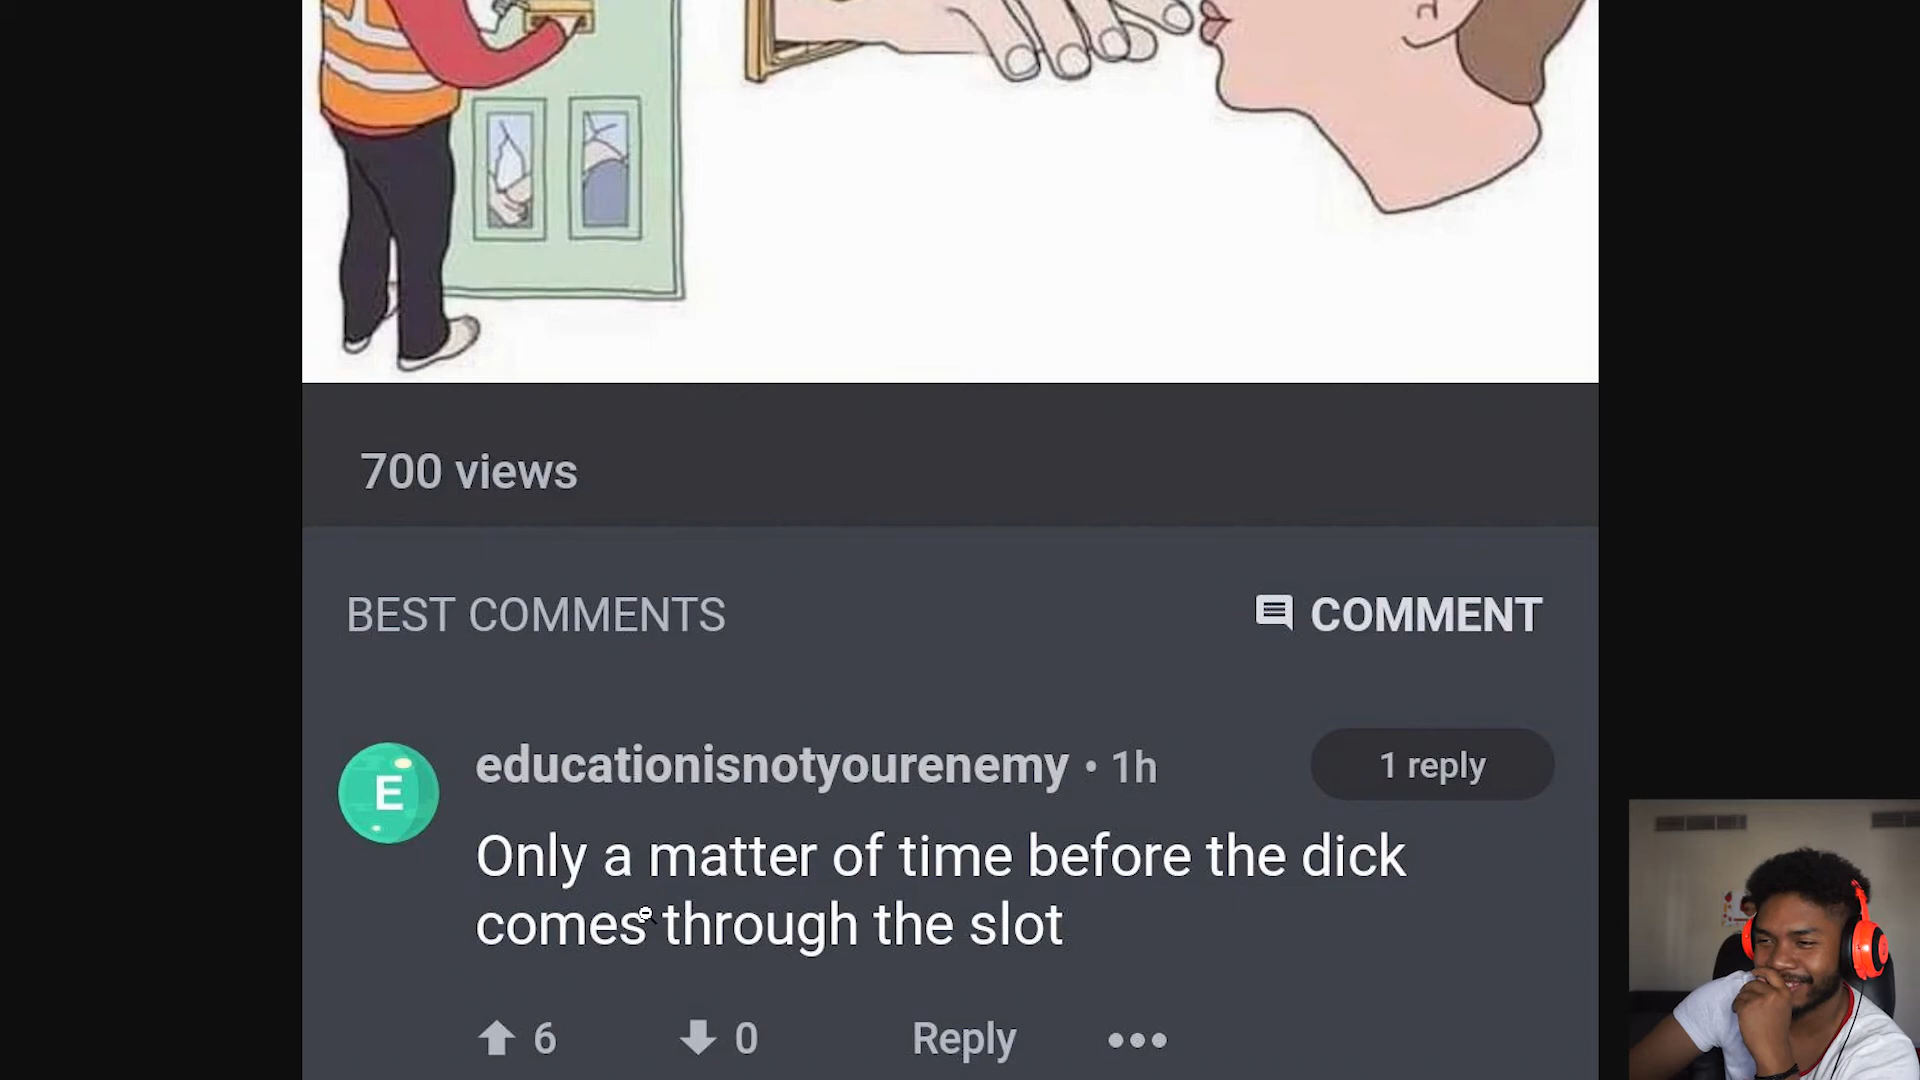 700 views
BEST COMMENTS
COMMENT
E
educationisnotyourenemy • 1h
1 reply
Only a matter of time before the dick
comes through the slot
6
0
Reply